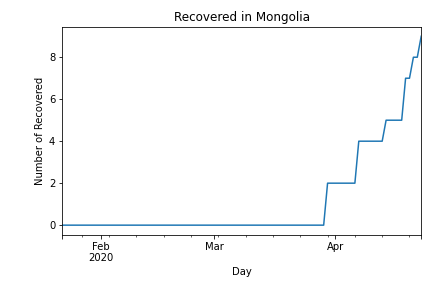 Recovered in Mongolia
Number of Recovered
8
6
4
2
0
Feb
2020
Mar
Apr
Day